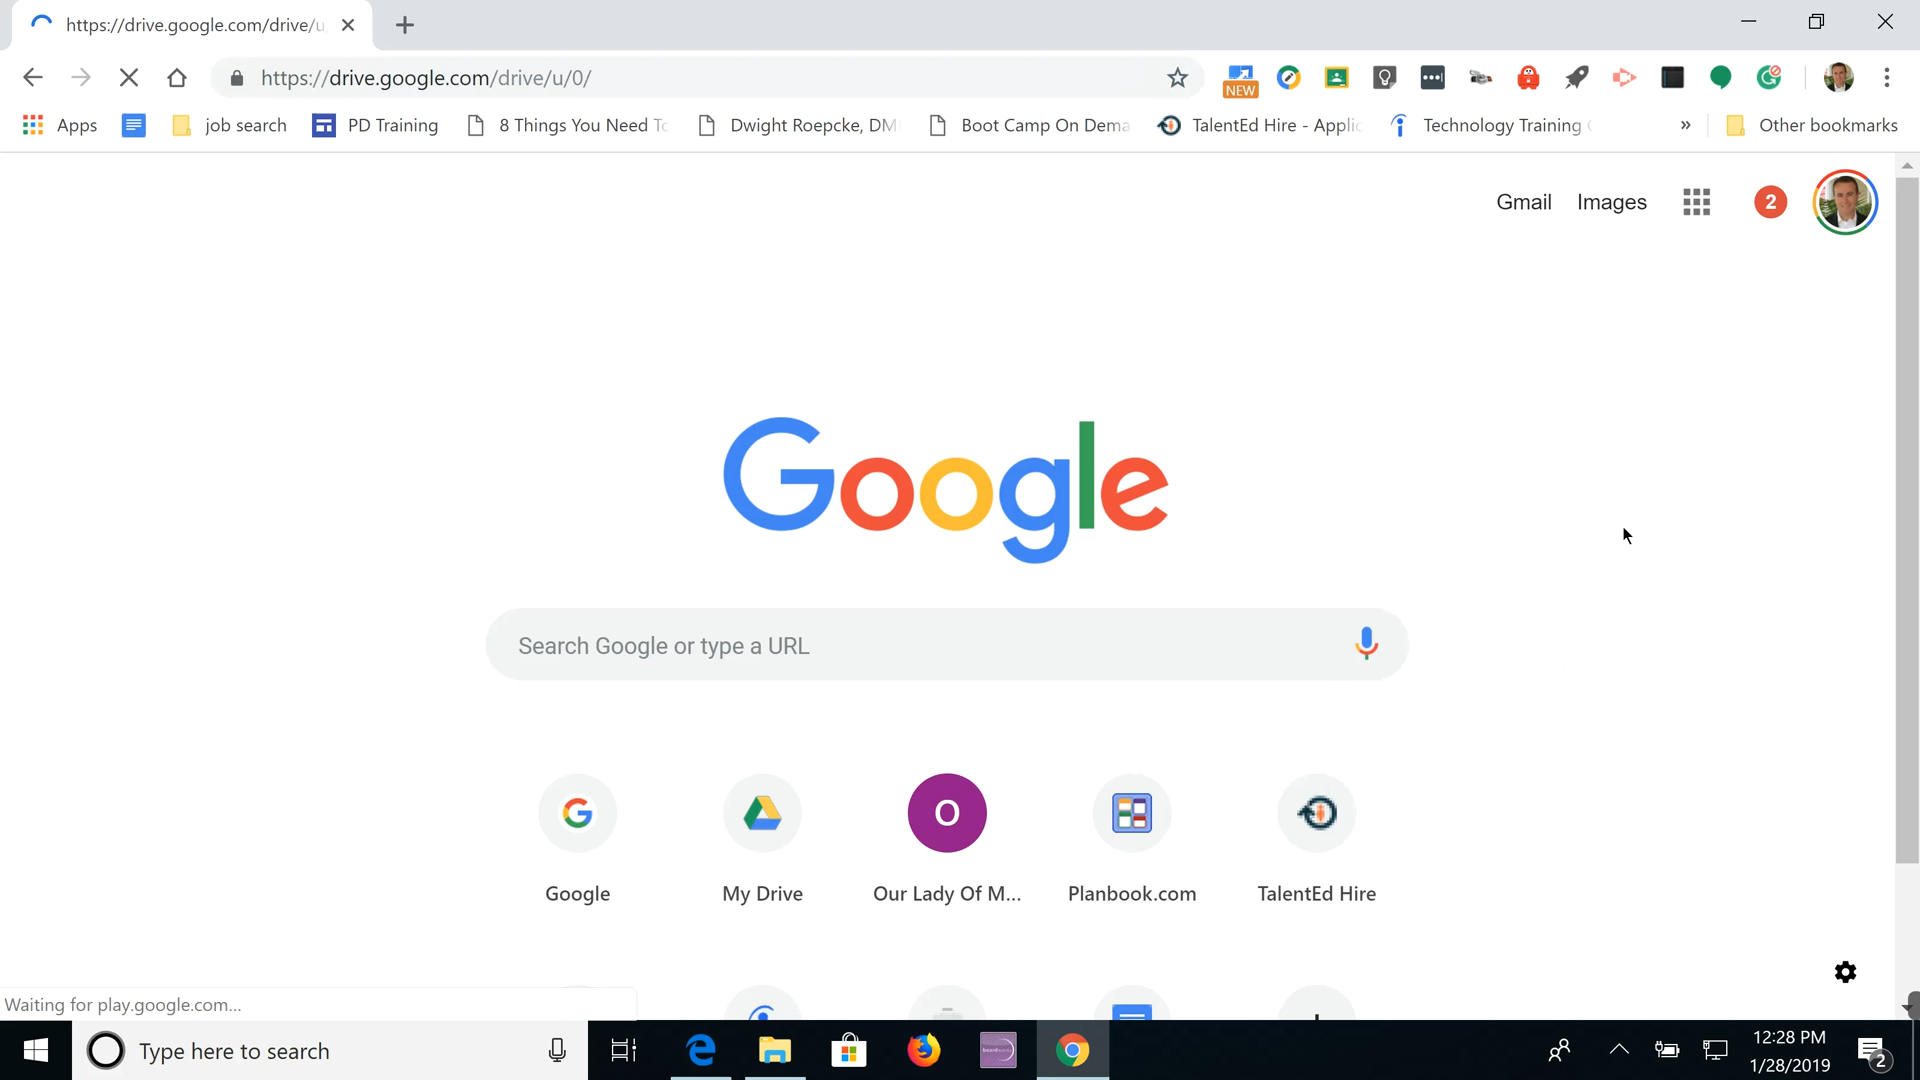 https://drive.google.com/drive/u
https://drive.google.com/drive/u/0/
NEW
Apps
job search
PD Training
8 Things You Need To
Dwight Roepcke, DM
Boot Camp On Dema
TalentEd Hire - Applic
Technology Training
»
Other bookmarks
Gmail
Images
2
Google
Search Google or type a URL
O
Google
My Drive
Our Lady Of M...
Planbook.com
TalentEd Hire
Waiting for play.google.com...
Type here to search
12:28 PM
1/28/2019
2